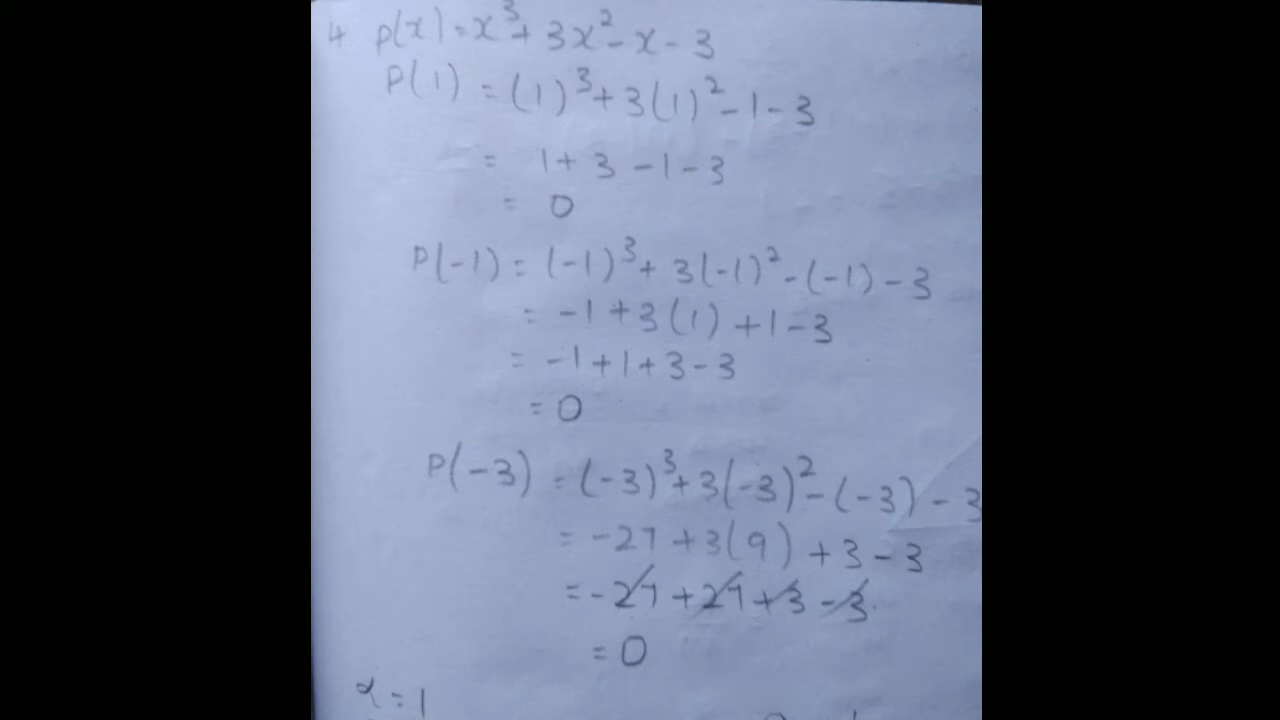 4 p(x) = x³ + 3x² - x - 3
P(1) = (1)³ + 3(1)² - 1 - 3
= 1 + 3 - 1 - 3
= 0
P(-1) = (-1)³ + 3(-1)² - (-1) - 3
= -1 + 3(1) + 1 - 3
= -1 + 1 + 3 - 3
= 0
P(-3) = (-3)³ + 3(-3)² - (-3) - 3
= -27 + 3(9) + 3 - 3
= -27 + 27 + 3 - 3
= 0
α = 1